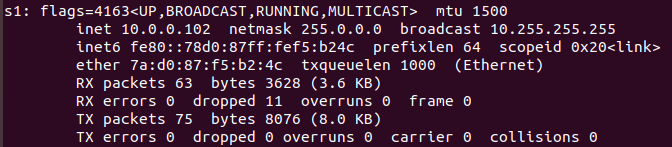 s1: flags=4163<UP,BROADCAST,RUNNING,MULTICAST>  mtu 1500
inet 10.0.0.102  netmask 255.0.0.0  broadcast 10.255.255.255
inet6 fe80::78d0:87ff:fef5:b24c  prefixlen 64  scopeid 0x20<link>
ether 7a:d0:87:f5:b2:4c  txqueuelen 1000  (Ethernet)
RX packets 63  bytes 3628 (3.6 KB)
RX errors 0  dropped 11  overruns 0  frame 0
TX packets 75  bytes 8076 (8.0 KB)
TX errors 0  dropped 0 overruns 0  carrier 0  collisions 0